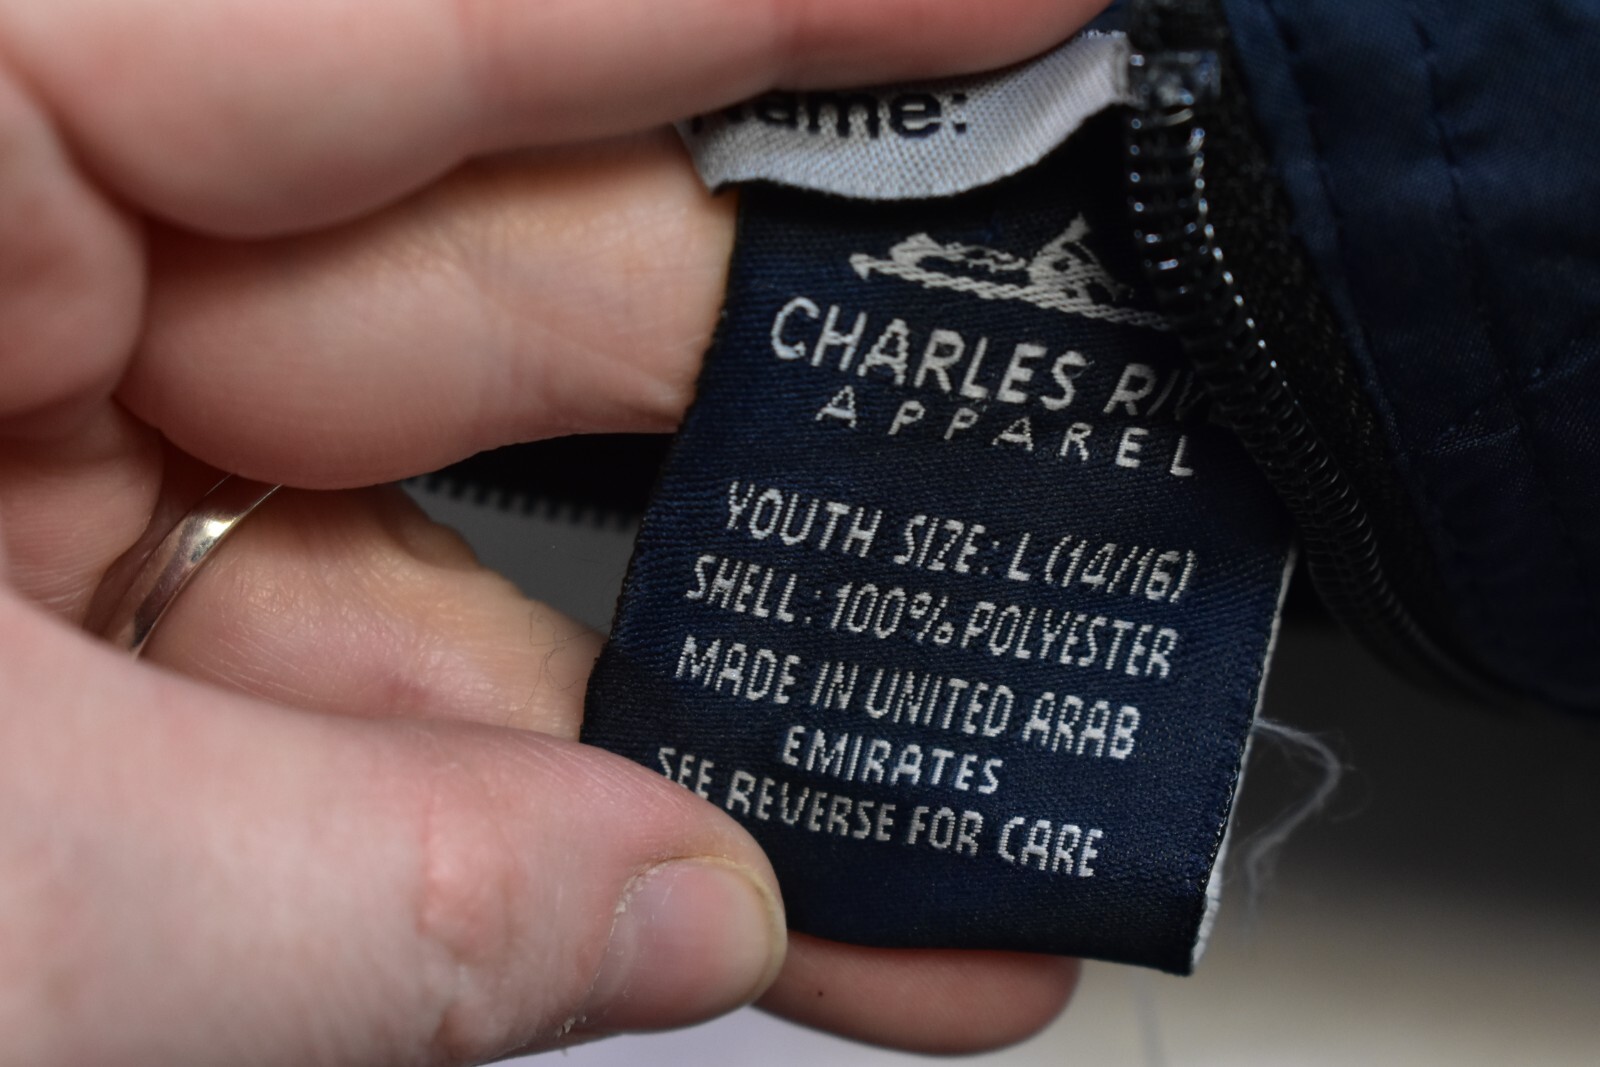 Name:
CHARLES RIV
APPAREL
YOUTH SIZE: L (14/16)
SHELL: 100% POLYESTER
MADE IN UNITED ARAB
EMIRATES
SEE REVERSE FOR CARE